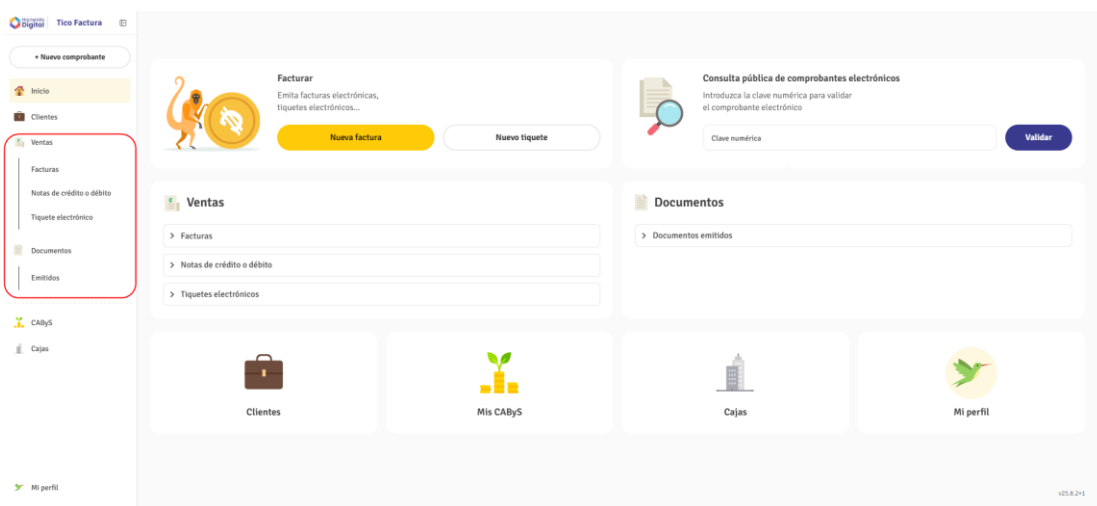 Hacienda
Digital
Tico Factura
+ Nuevo comprobante
Inicio
Clientes
Ventas
Facturas
Notas de crédito o débito
Tiquete electrónico
Documentos
Emitidos
CAByS
Cajas
Mi perfil
Facturar
Emita facturas electrónicas,
tiquetes electrónicos...
Nueva factura
Nuevo tiquete
Consulta pública de comprobantes electrónicos
Introduzca la clave numérica para validar
el comprobante electrónico
Clave numérica
Validar
Ventas
> Facturas
> Notas de crédito o débito
> Tiquetes electrónicos
Documentos
> Documentos emitidos
Clientes
Mis CAByS
Cajas
Mi perfil
v25.8.2+1